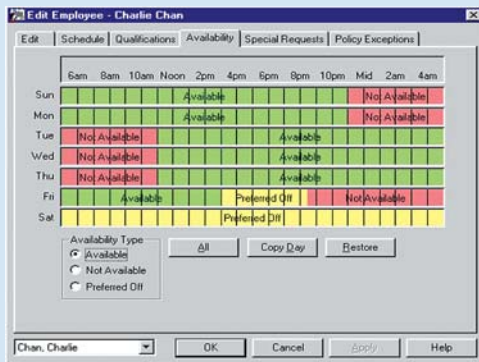 Edit Employee - Charlie Chan
Edit Schedule Qualifications Availability Special Requests Policy Exceptions
6am 8am 10am Noon 2pm 4pm 6pm 8pm 10pm Mid 2am 4am
Sun Available Not Available
Mon Available Not Available
Tue Not Available Available
Wed Not Available Available
Thu Not Available Available
Fri Available Preferred Off Not Available
Sat Preferred Off
Availability Type
Available
Not Available
Preferred Off
All Copy Day Restore
Chan, Charlie OK Cancel Apply Help